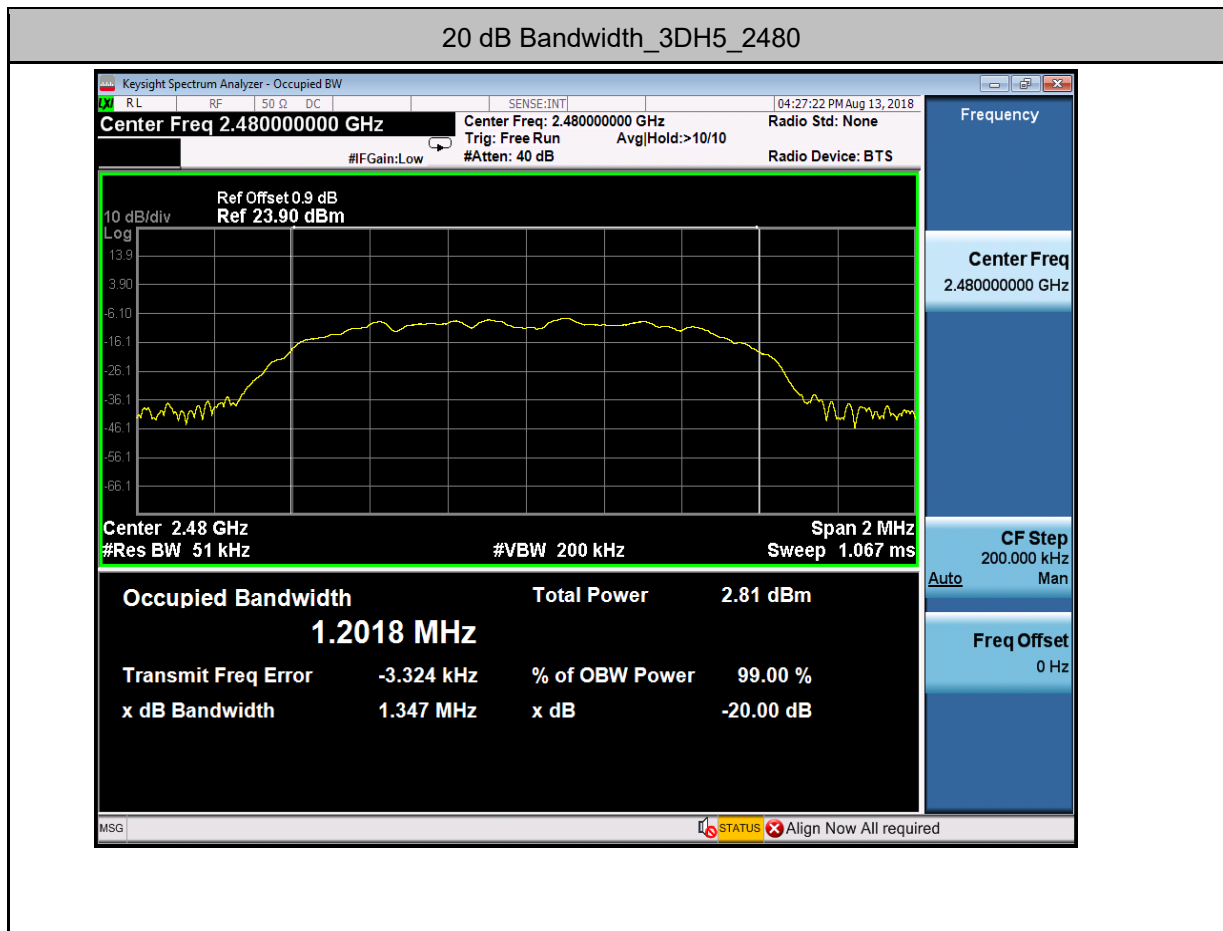 20 dB Bandwidth_3DH5_2480
Keysight Spectrum Analyzer - Occupied BW
LXI RL RF 50 Ω DC SENSE:INT 04:27:22 PM Aug 13, 2018
Center Freq 2.480000000 GHz
Center Freq: 2.480000000 GHz Radio Std: None
Trig: Free Run Avg|Hold:>10/10
#IFGain:Low #Atten: 40 dB Radio Device: BTS
Ref Offset 0.9 dB
10 dB/div Ref 23.90 dBm
Log
13.9
3.90
-6.10
-16.1
-26.1
-36.1
-46.1
-56.1
-66.1
Center 2.48 GHz Span 2 MHz
#Res BW 51 kHz #VBW 200 kHz Sweep 1.067 ms
Occupied Bandwidth Total Power 2.81 dBm
1.2018 MHz
Transmit Freq Error -3.324 kHz % of OBW Power 99.00 %
x dB Bandwidth 1.347 MHz x dB -20.00 dB
Frequency
Center Freq
2.480000000 GHz
CF Step
200.000 kHz
Auto Man
Freq Offset
0 Hz
MSG STATUS Align Now All required